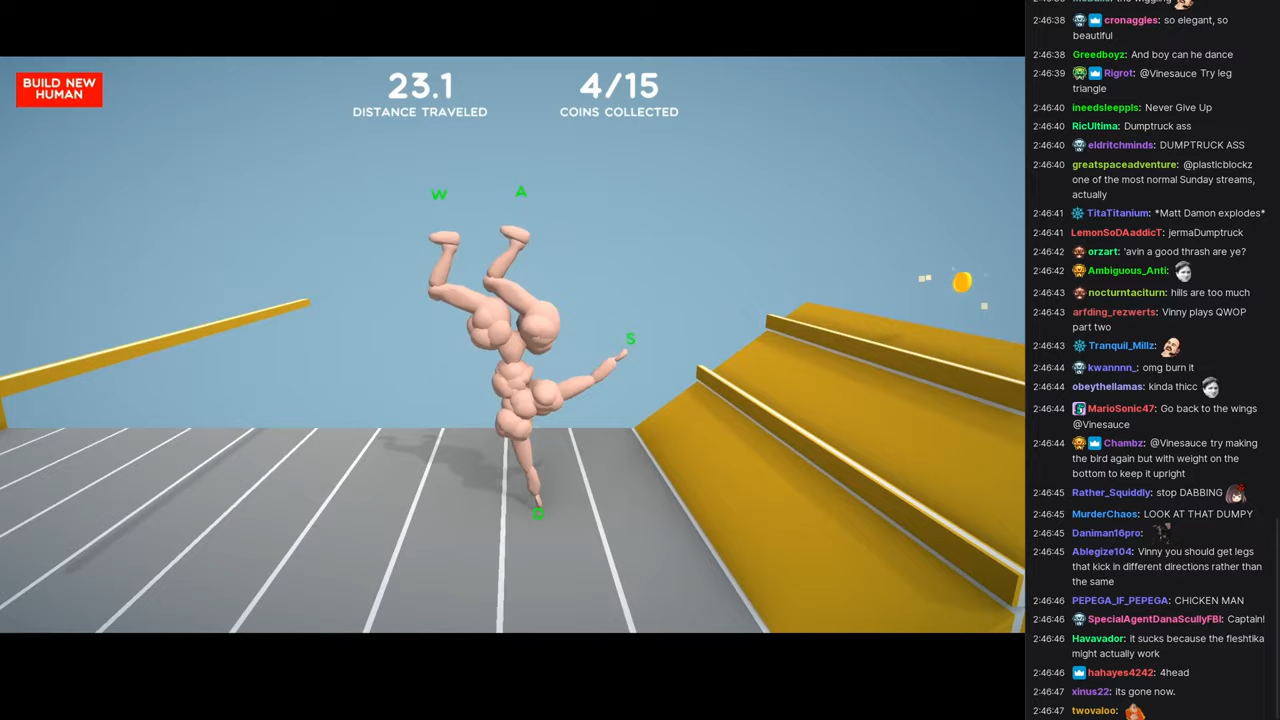 BUILD NEW
HUMAN
23.1
DISTANCE TRAVELED
4/15
COINS COLLECTED
W
A
S
D
2:46:38 cronaggles: so elegant, so
beautiful
2:46:38 Greedboyz: And boy can he dance
2:46:39 Rigrot: @Vinesauce Try leg
triangle
2:46:40 ineedsleeppls: Never Give Up
2:46:40 RicUltima: Dumptruck ass
2:46:40 eldritchminds: DUMPTRUCK ASS
2:46:40 greatspaceadventure: @plasticblockz
one of the most normal Sunday streams,
actually
2:46:41 TitaTitanium: *Matt Damon explodes*
2:46:41 LemonSoDAaddicT: jermaDumptruck
2:46:42 orzart: 'avin a good thrash are ye?
2:46:42 Ambiguous_Anti:
2:46:43 nocturntaciturn: hills are too much
2:46:43 arfding_rezwerts: Vinny plays QWOP
part two
2:46:43 Tranquil_Millz:
2:46:44 kwannnn_: omg burn it
2:46:44 obeythellamas: kinda thicc
2:46:44 MarioSonic47: Go back to the wings
@Vinesauce
2:46:44 Chambz: @Vinesauce try making
the bird again but with weight on the
bottom to keep it upright
2:46:45 Rather_Squiddly: stop DABBING
2:46:45 MurderChaos: LOOK AT THAT DUMPY
2:46:45 Daniman16pro:
2:46:45 Ablegize104: Vinny you should get legs
that kick in different directions rather than
the same
2:46:46 PEPEGA_IF_PEPEGA: CHICKEN MAN
2:46:46 SpecialAgentDanaScullyFBI: Captain!
2:46:46 Havavador: it sucks because the fleshtika
might actually work
2:46:46 hahayes4242: 4head
2:46:47 xinus22: its gone now.
2:46:47 twovaloo: